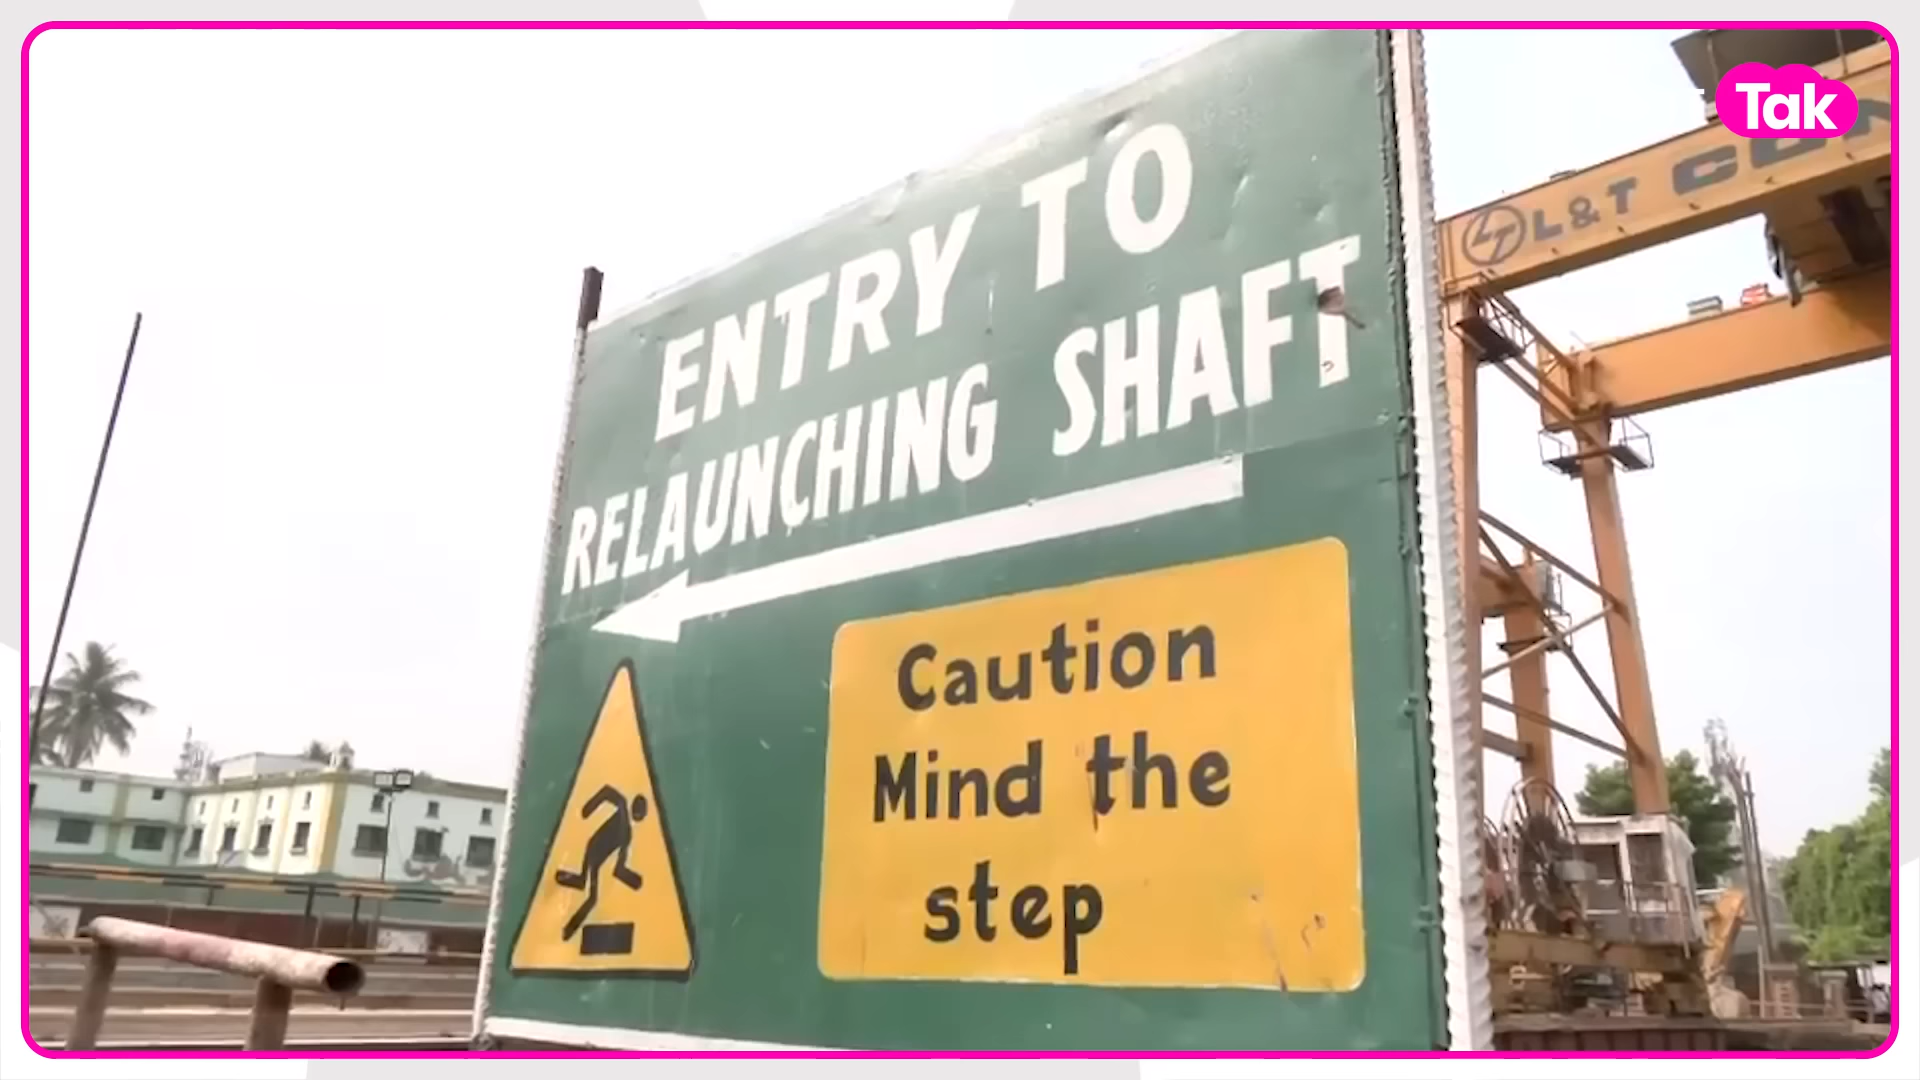 Tak
ENTRY TO
RELAUNCHING SHAFT
Caution
Mind the
step
L&T